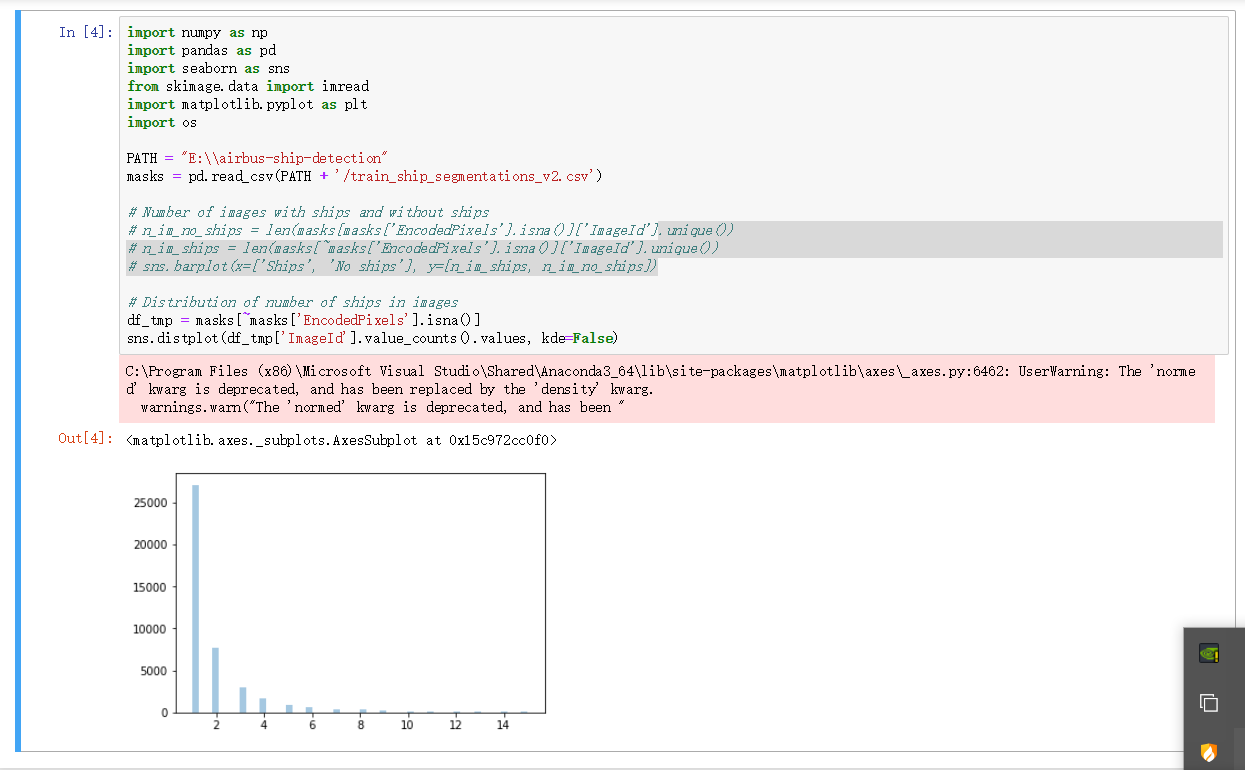 In [4]:
import numpy as np
import pandas as pd
import seaborn as sns
from skimage.data import imread
import matplotlib.pyplot as plt
import os
PATH = "E:\\airbus-ship-detection"
masks = pd.read_csv(PATH + '/train_ship_segmentations_v2.csv')
# Number of images with ships and without ships
# n_im_no_ships = len(masks[masks['EncodedPixels'].isna()]['ImageId'].unique())
# n_im_ships = len(masks[~masks['EncodedPixels'].isna()]['ImageId'].unique())
# sns.barplot(x=['Ships', 'No ships'], y=[n_im_ships, n_im_no_ships])
# Distribution of number of ships in images
df_tmp = masks[~masks['EncodedPixels'].isna()]
sns.distplot(df_tmp['ImageId'].value_counts().values, kde=False)
C:\Program Files (x86)\Microsoft Visual Studio\Shared\Anaconda3_64\lib\site-packages\matplotlib\axes\_axes.py:6462: UserWarning: The 'norme
d' kwarg is deprecated, and has been replaced by the 'density' kwarg.
warnings.warn("The 'normed' kwarg is deprecated, and has been "
Out[4]: <matplotlib.axes._subplots.AxesSubplot at 0x15c972cc0f0>
25000
20000
15000
10000
5000
0
2 4 6 8 10 12 14